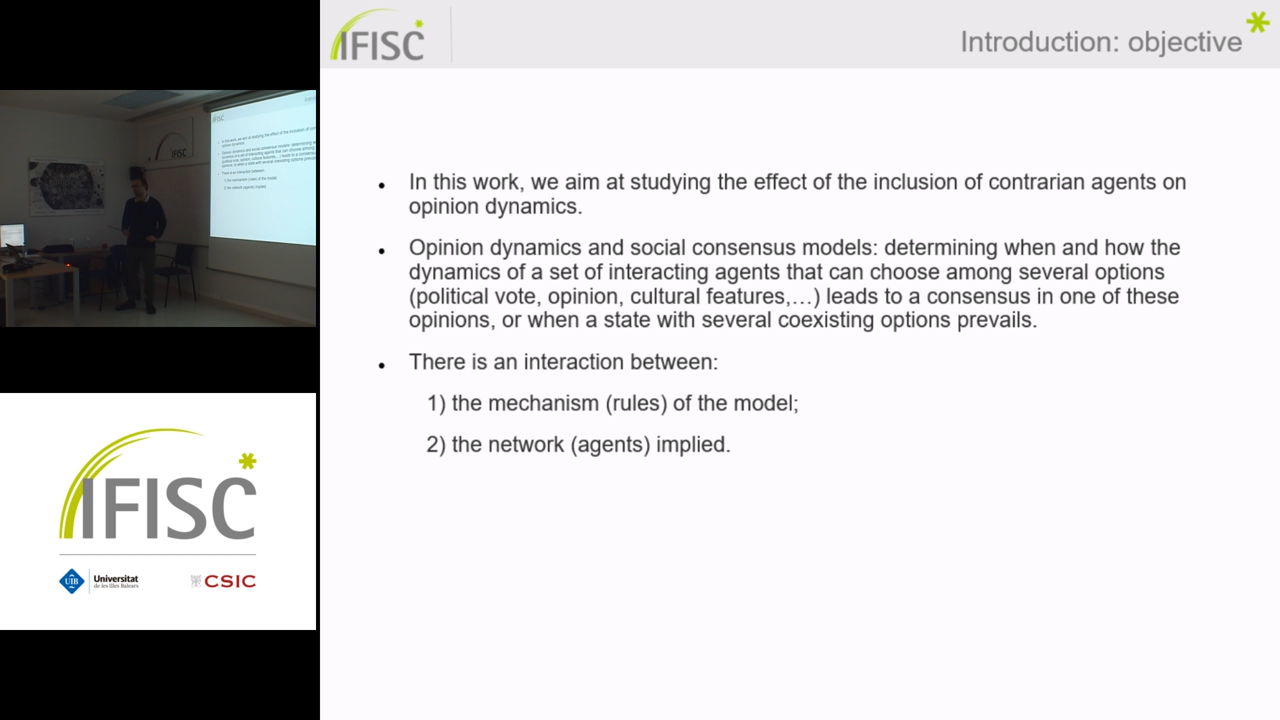 IFISC
Introduction: objective
In this work, we aim at studying the effect of the inclusion of contrarian agents on
opinion dynamics.
Opinion dynamics and social consensus models: determining when and how the
dynamics of a set of interacting agents that can choose among several options
(political vote, opinion, cultural features,…) leads to a consensus in one of these
opinions, or when a state with several coexisting options prevails.
There is an interaction between:
1) the mechanism (rules) of the model;
2) the network (agents) implied.
IFISC
IFISC
UIB
Universitat
de les Illes Balears
CSIC